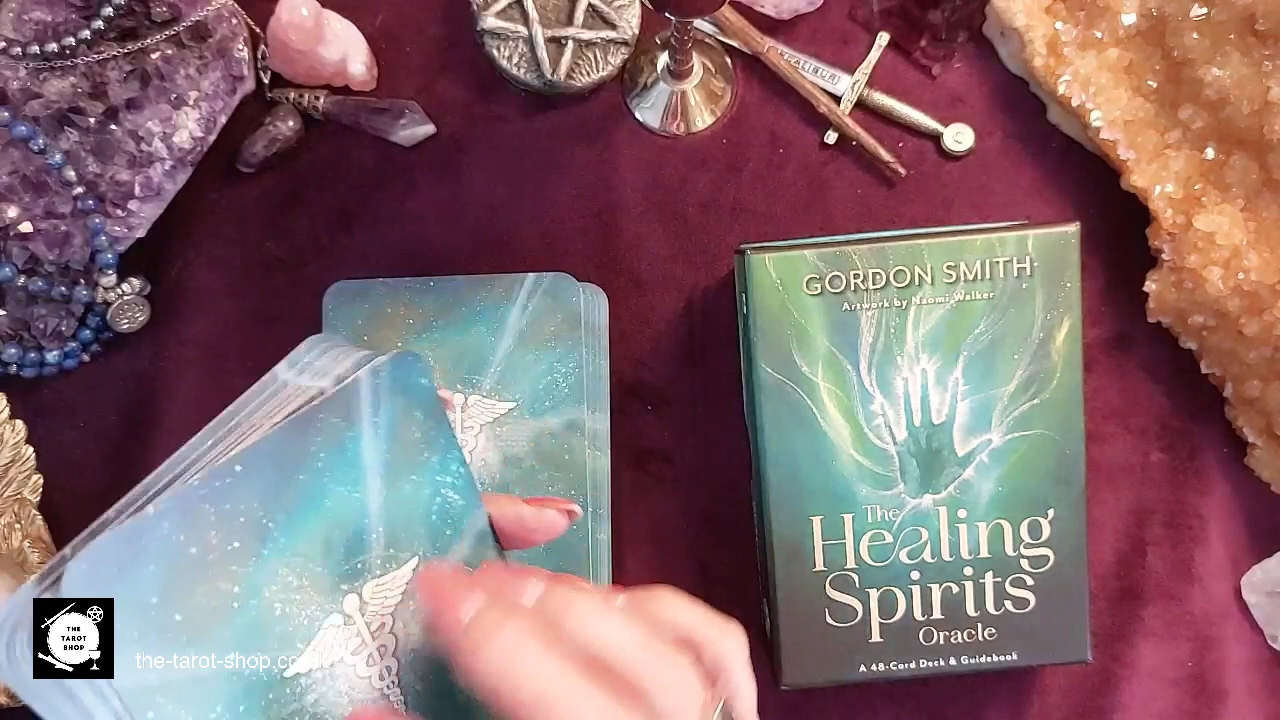 GORDON SMITH
Artwork by Naomi Walker
The
Healing
Spirits
Oracle
A 48-Card Deck & Guidebook
THE
TAROT
SHOP